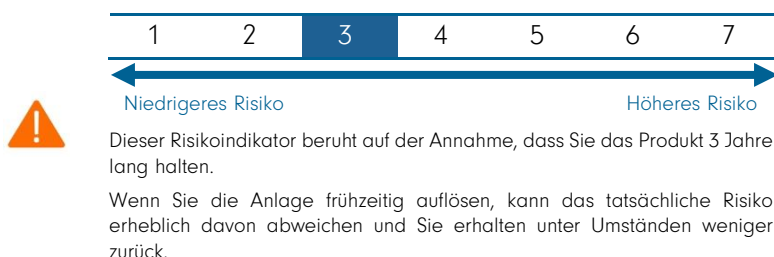 1 2 3 4 5 6 7
Niedrigeres Risiko Höheres Risiko
Dieser Risikoindikator beruht auf der Annahme, dass Sie das Produkt 3 Jahre
lang halten.
Wenn Sie die Anlage frühzeitig auflösen, kann das tatsächliche Risiko
erheblich davon abweichen und Sie erhalten unter Umständen weniger
zurück.